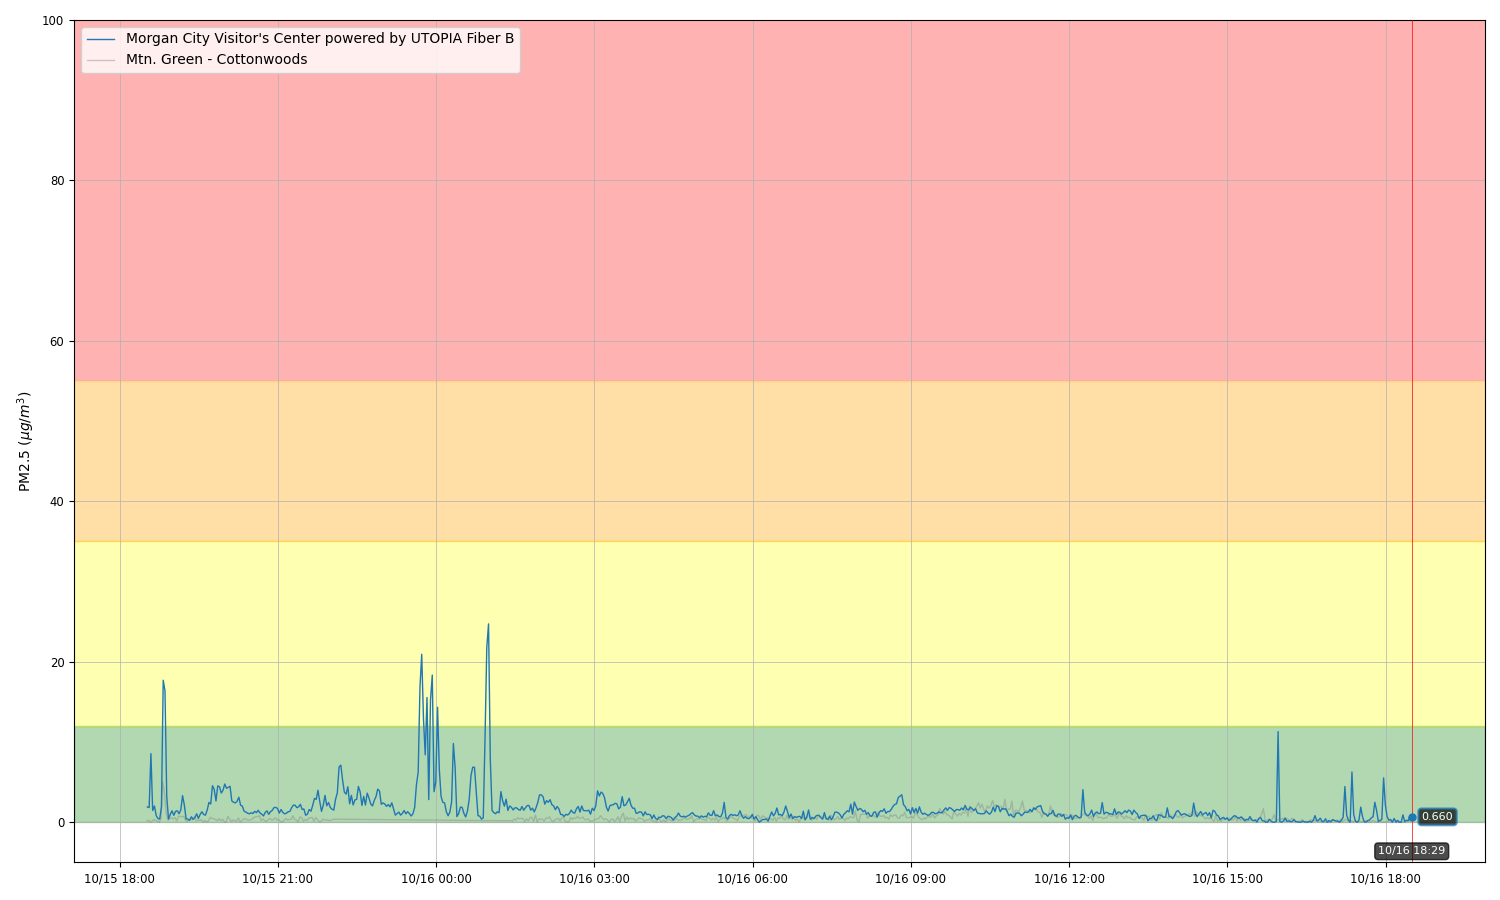 100
Morgan City Visitor's Center powered by UTOPIA Fiber B
Mtn. Green - Cottonwoods
80
60
PM2.5 (μg/m³)
40
20
0
0.660
10/16 18:29
10/15 18:00 10/15 21:00 10/16 00:00 10/16 03:00 10/16 06:00 10/16 09:00 10/16 12:00 10/16 15:00 10/16 18:00